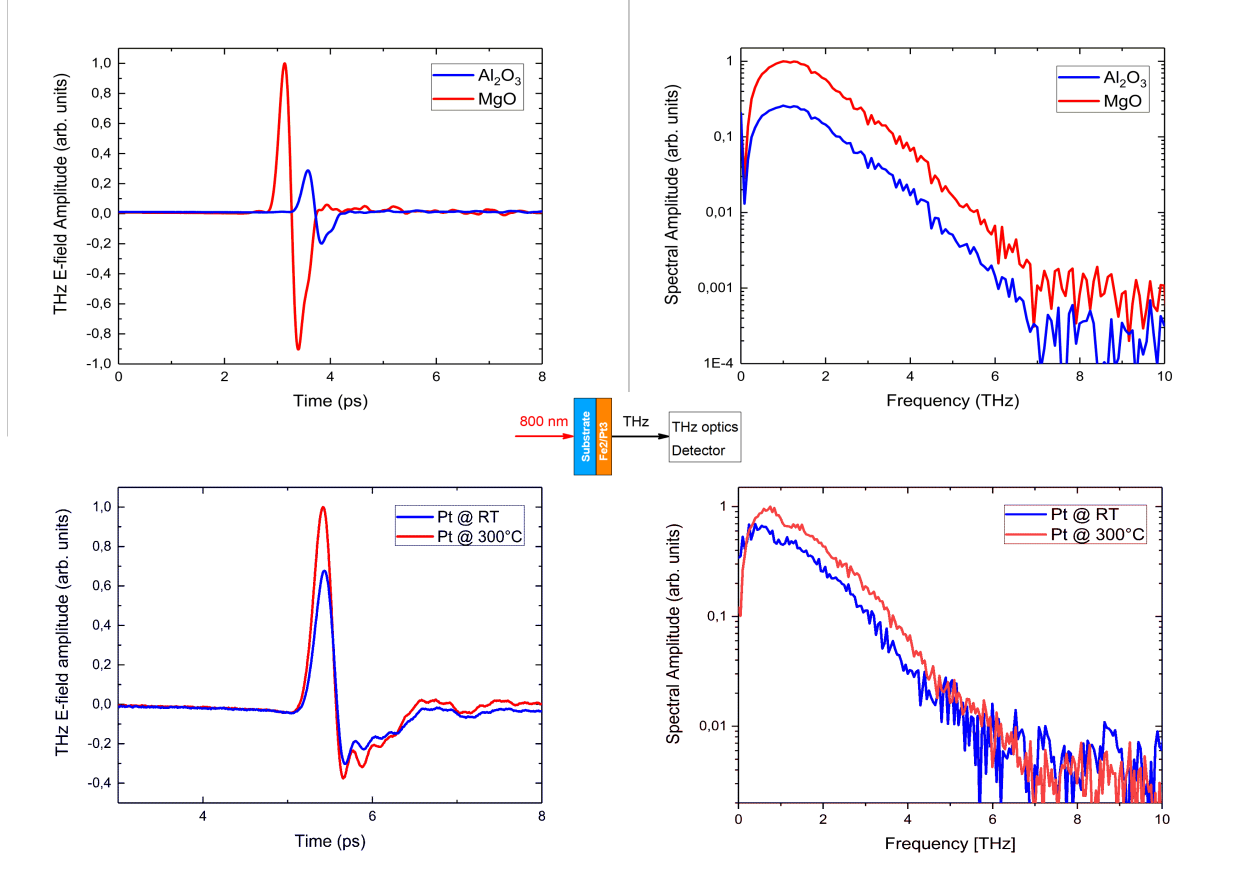 THz E-field Amplitude (arb. units)
1,0
0,8
0,6
0,4
0,2
0,0
-0,2
-0,4
-0,6
-0,8
-1,0
0
2
4
6
8
Time (ps)
Al₂O₃
MgO
Spectral Amplitude (arb. units)
1
0,1
0,01
0,001
1E-4
0
2
4
6
8
10
Frequency (THz)
Al₂O₃
MgO
800 nm
Substrate
Fe2/Pt3
THz
THz optics
Detector
THz E-field amplitude (arb. units)
1,0
0,8
0,6
0,4
0,2
0,0
-0,2
-0,4
4
6
8
Time (ps)
Pt @ RT
Pt @ 300°C
Spectral Amplitude (arb. units)
1
0,1
0,01
0
2
4
6
8
10
Frequency [THz]
Pt @ RT
Pt @ 300°C